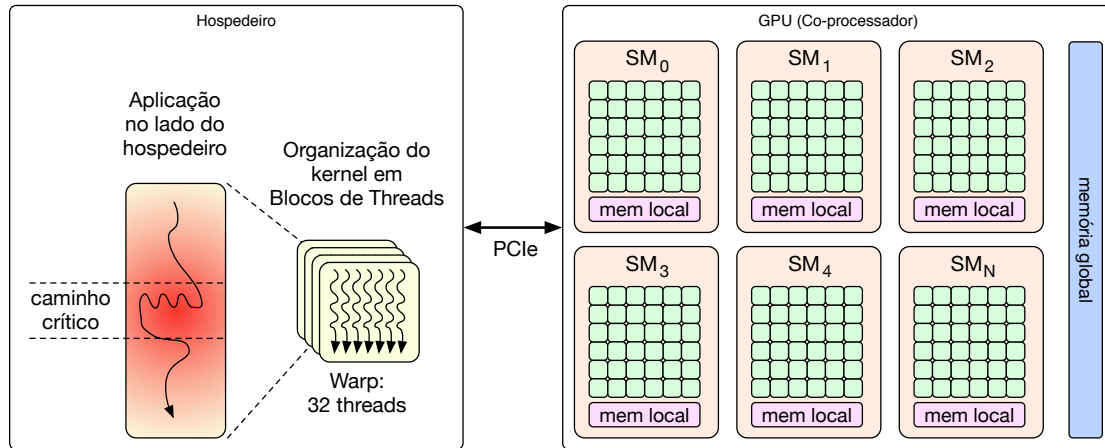 Hospedeiro
Aplicação
no lado do
hospedeiro
Organização do
kernel em
Blocos de Threads
caminho
crítico
Warp:
32 threads
PCIe
GPU (Co-processador)
SM0
SM1
SM2
mem local
mem local
mem local
SM3
SM4
SMN
mem local
mem local
mem local
memória global